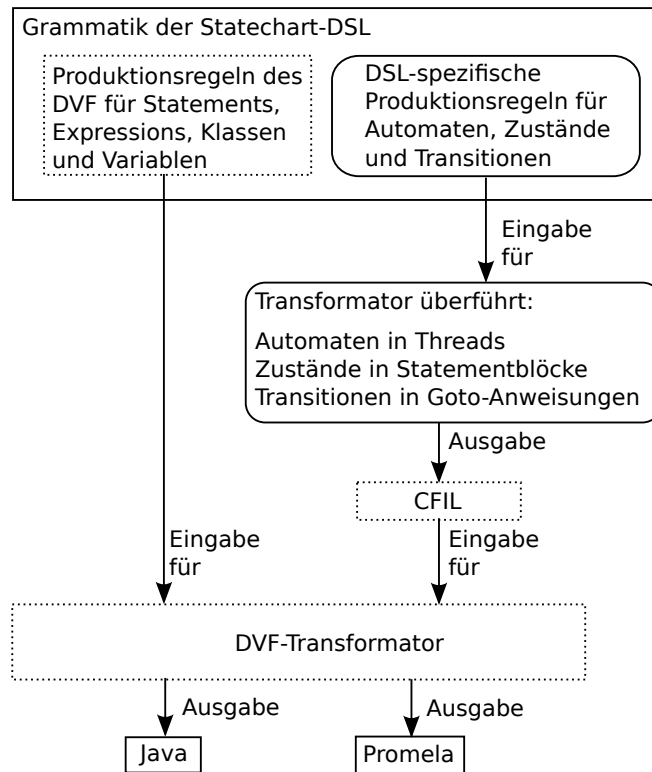 Grammatik der Statechart-DSL
Produktionsregeln des
DVF für Statements,
Expressions, Klassen
und Variablen
DSL-spezifische
Produktionsregeln für
Automaten, Zustände
und Transitionen
Eingabe
für
Transformator überführt:
Automaten in Threads
Zustände in Statementblöcke
Transitionen in Goto-Anweisungen
Ausgabe
CFIL
Eingabe
für
Eingabe
für
DVF-Transformator
Ausgabe
Ausgabe
Java
Promela